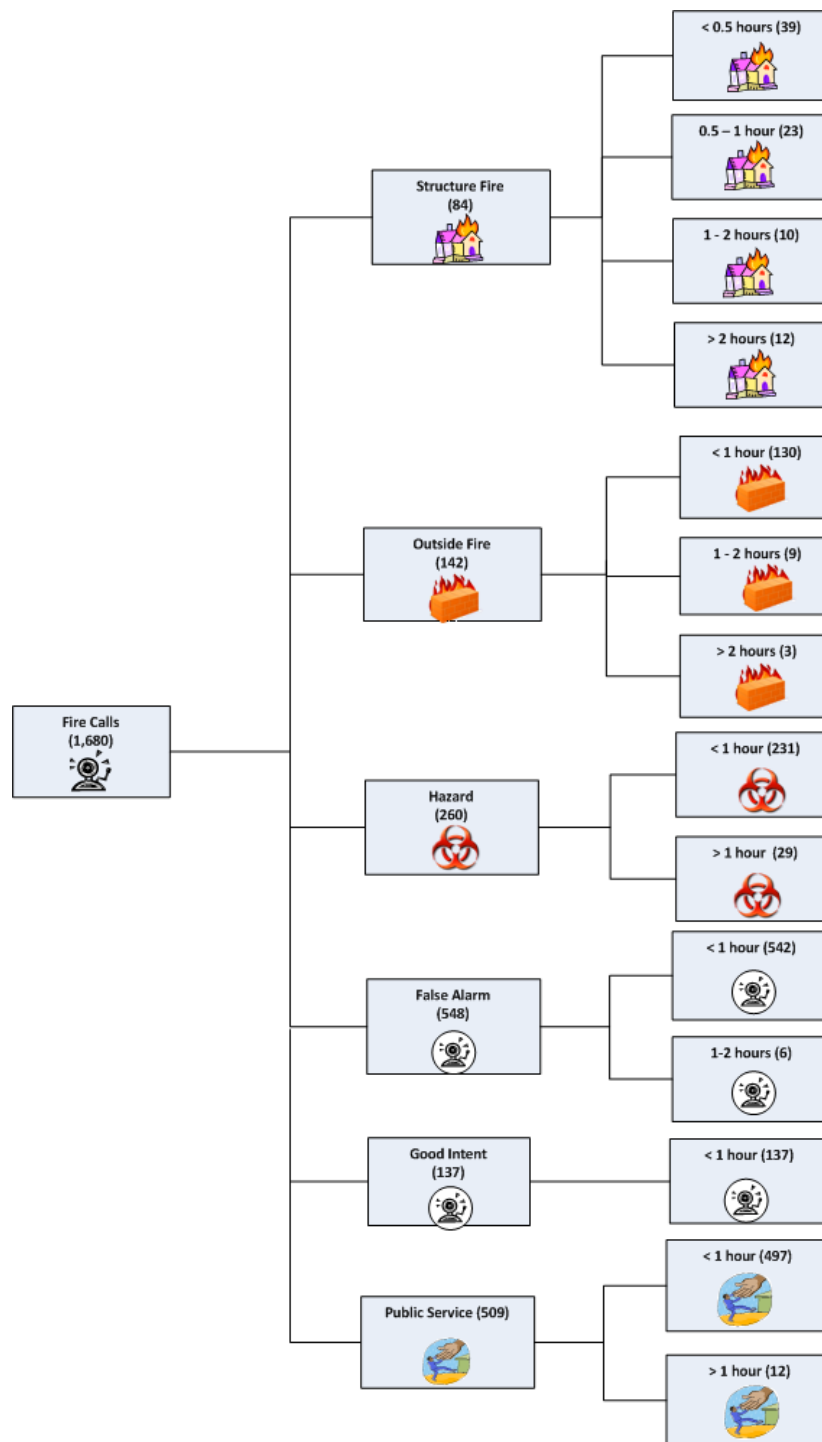 Fire Calls
(1,680)
Structure Fire
(84)
< 0.5 hours (39)
0.5 – 1 hour (23)
1 - 2 hours (10)
> 2 hours (12)
Outside Fire
(142)
< 1 hour (130)
1 - 2 hours (9)
> 2 hours (3)
Hazard
(260)
< 1 hour (231)
> 1 hour (29)
False Alarm
(548)
< 1 hour (542)
1-2 hours (6)
Good Intent
(137)
< 1 hour (137)
Public Service (509)
< 1 hour (497)
> 1 hour (12)